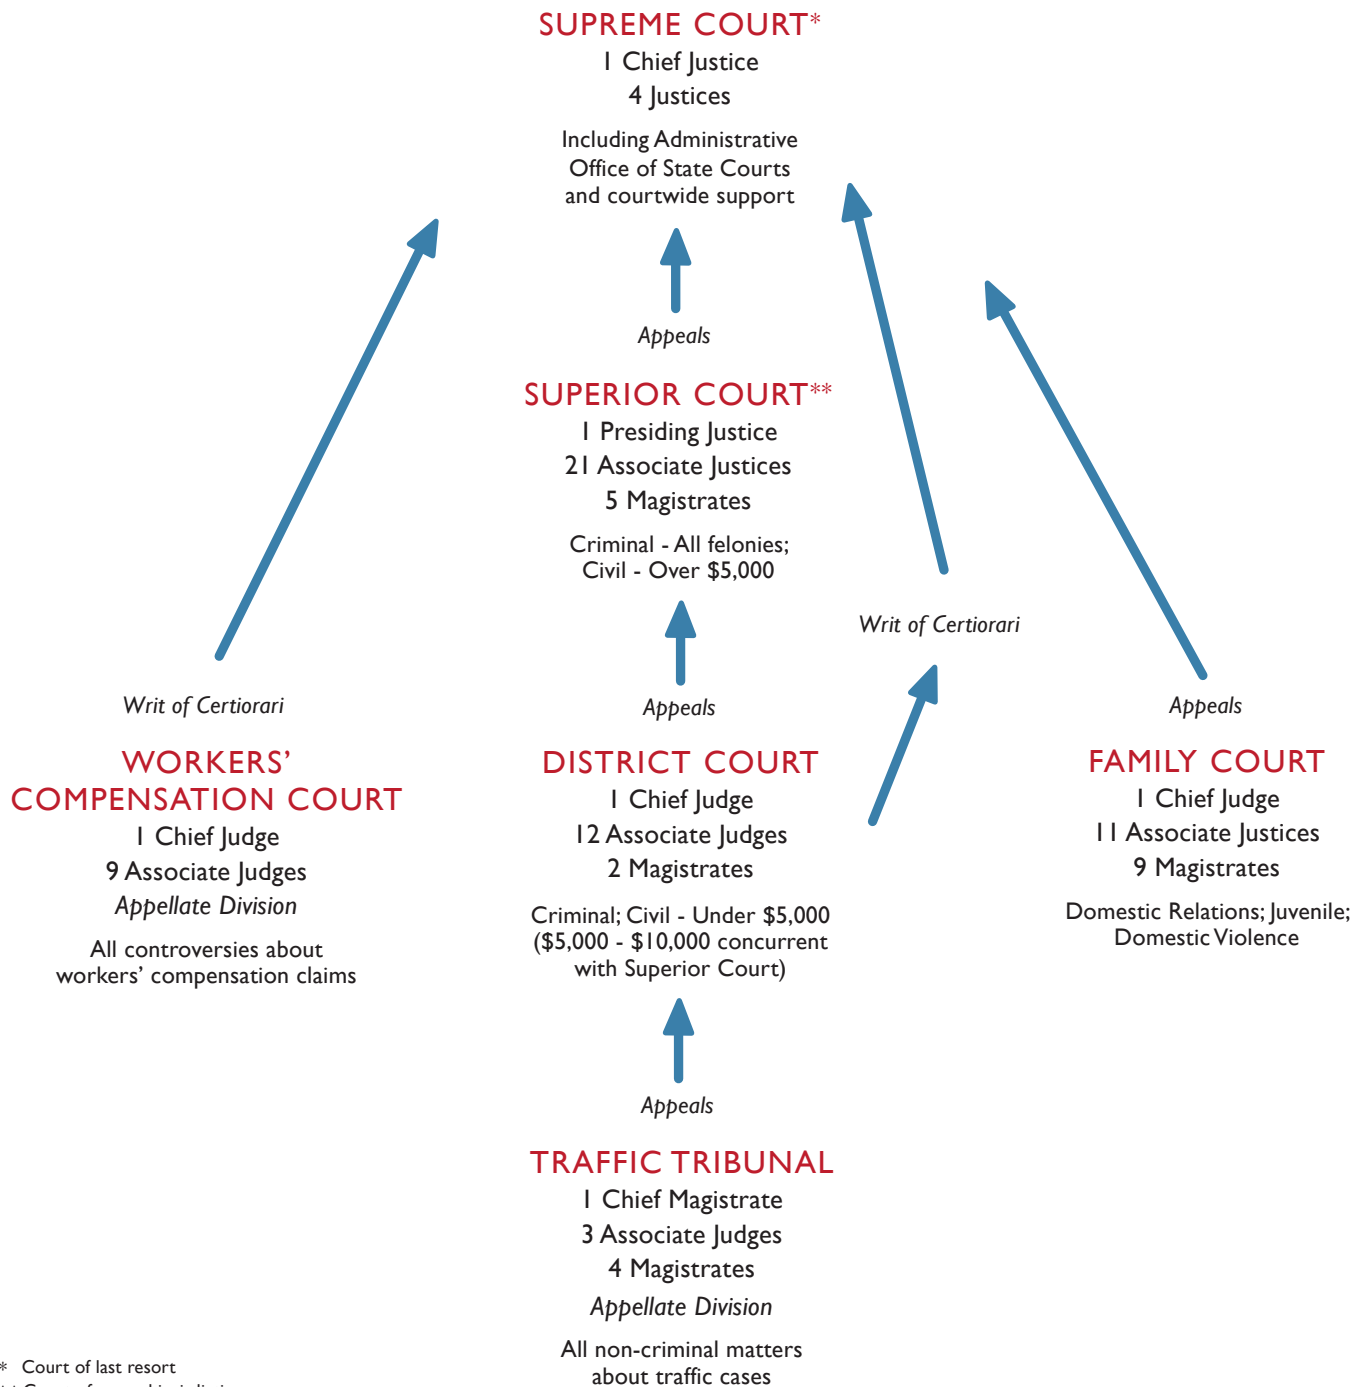 SUPREME COURT*
1 Chief Justice
4 Justices
Including Administrative
Office of State Courts
and courtwide support
Appeals
SUPERIOR COURT**
1 Presiding Justice
21 Associate Justices
5 Magistrates
Criminal - All felonies;
Civil - Over $5,000
Writ of Certiorari
Writ of Certiorari
WORKERS'
COMPENSATION COURT
1 Chief Judge
9 Associate Judges
Appellate Division
All controversies about
workers' compensation claims
Appeals
DISTRICT COURT
1 Chief Judge
12 Associate Judges
2 Magistrates
Criminal; Civil - Under $5,000
($5,000 - $10,000 concurrent
with Superior Court)
Appeals
FAMILY COURT
1 Chief Judge
11 Associate Justices
9 Magistrates
Domestic Relations; Juvenile;
Domestic Violence
Appeals
TRAFFIC TRIBUNAL
1 Chief Magistrate
3 Associate Judges
4 Magistrates
Appellate Division
All non-criminal matters
about traffic cases
* Court of last resort